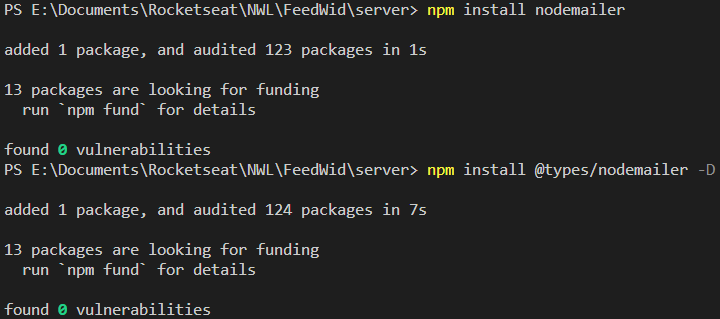 PS E:\Documents\Rocketseat\NWL\FeedWid\server> npm install nodemailer
added 1 package, and audited 123 packages in 1s
13 packages are looking for funding
  run `npm fund` for details
found 0 vulnerabilities
PS E:\Documents\Rocketseat\NWL\FeedWid\server> npm install @types/nodemailer -D
added 1 package, and audited 124 packages in 7s
13 packages are looking for funding
  run `npm fund` for details
found 0 vulnerabilities